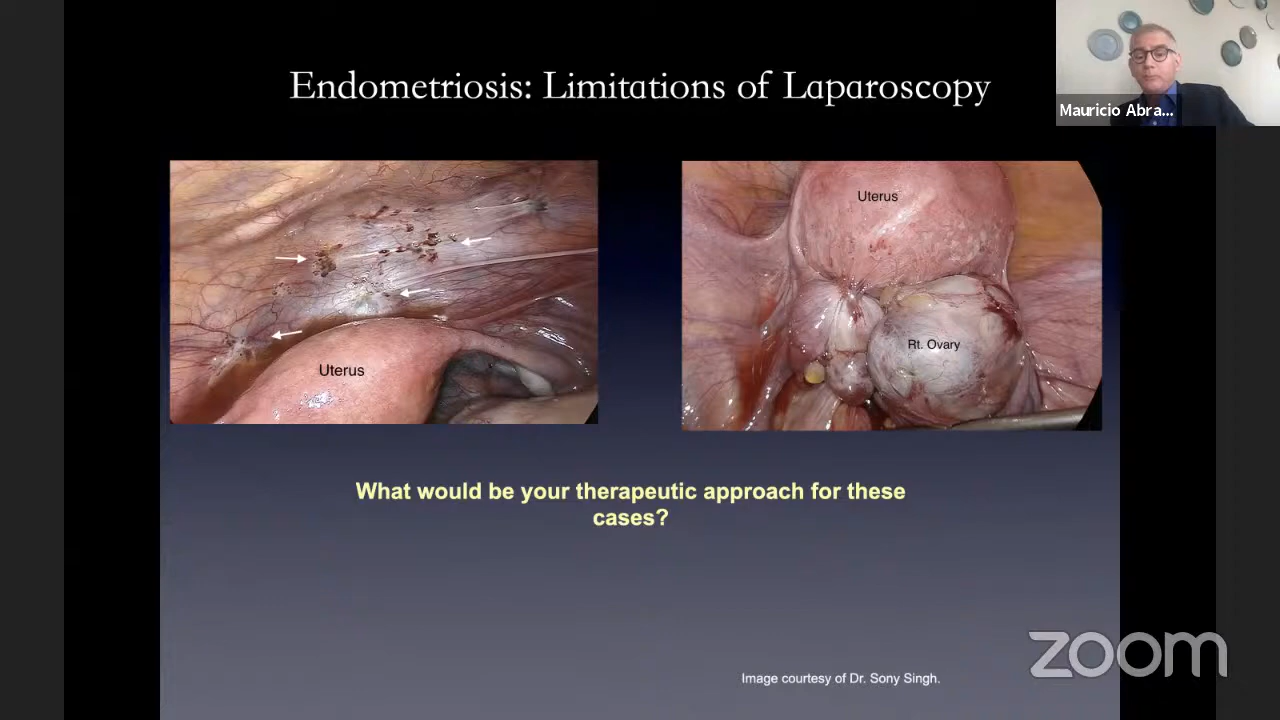 Endometriosis: Limitations of Laparoscopy
Mauricio Abra...
Uterus
Uterus
Rt. Ovary
What would be your therapeutic approach for these
cases?
zoom
Image courtesy of Dr. Sony Singh.